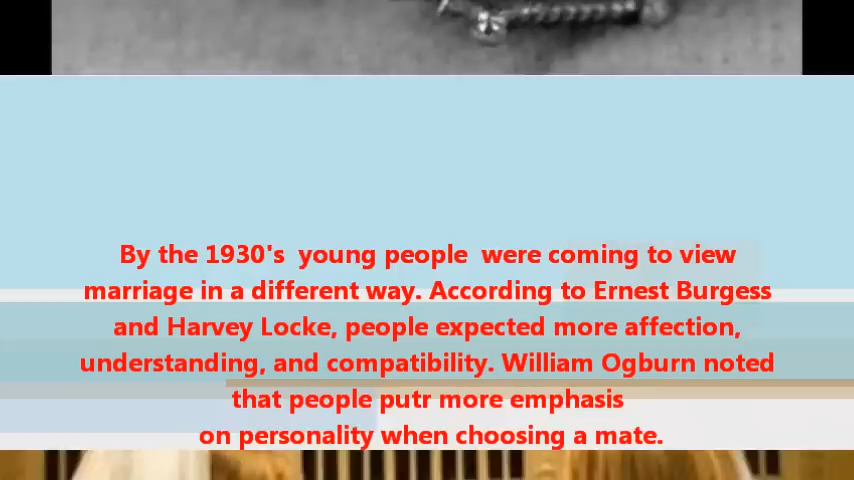 By the 1930's  young people  were coming to view
marriage in a different way. According to Ernest Burgess
and Harvey Locke, people expected more affection,
understanding, and compatibility. William Ogburn noted
that people putr more emphasis
on personality when choosing a mate.